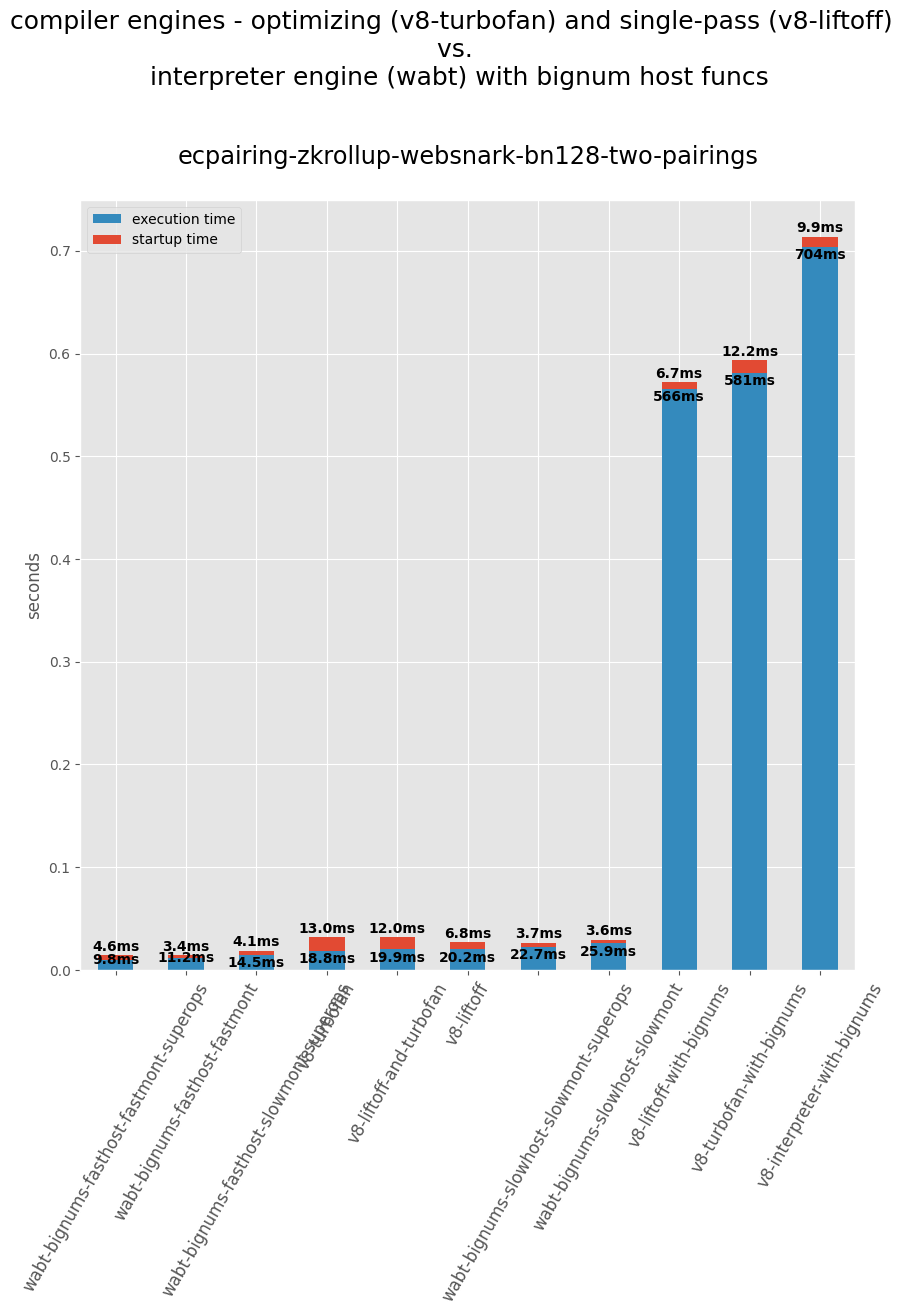 compiler engines - optimizing (v8-turbofan) and single-pass (v8-liftoff)
vs.
interpreter engine (wabt) with bignum host funcs
ecpairing-zkrollup-websnark-bn128-two-pairings
execution time
startup time
seconds
0.7
0.6
0.5
0.4
0.3
0.2
0.1
0.0
4.6ms
9.8ms
3.4ms
11.2ms
4.1ms
14.5ms
13.0ms
18.8ms
12.0ms
19.9ms
6.8ms
20.2ms
3.7ms
22.7ms
3.6ms
25.9ms
6.7ms
566ms
12.2ms
581ms
9.9ms
704ms
wabt-bignums-fasthost-fastmont-superops
wabt-bignums-fasthost-fastmont
wabt-bignums-fasthost-slowmont-superops
v8-turbofan
v8-liftoff-and-turbofan
v8-liftoff
wabt-bignums-slowhost-slowmont-superops
wabt-bignums-slowhost-slowmont
v8-liftoff-with-bignums
v8-turbofan-with-bignums
v8-interpreter-with-bignums